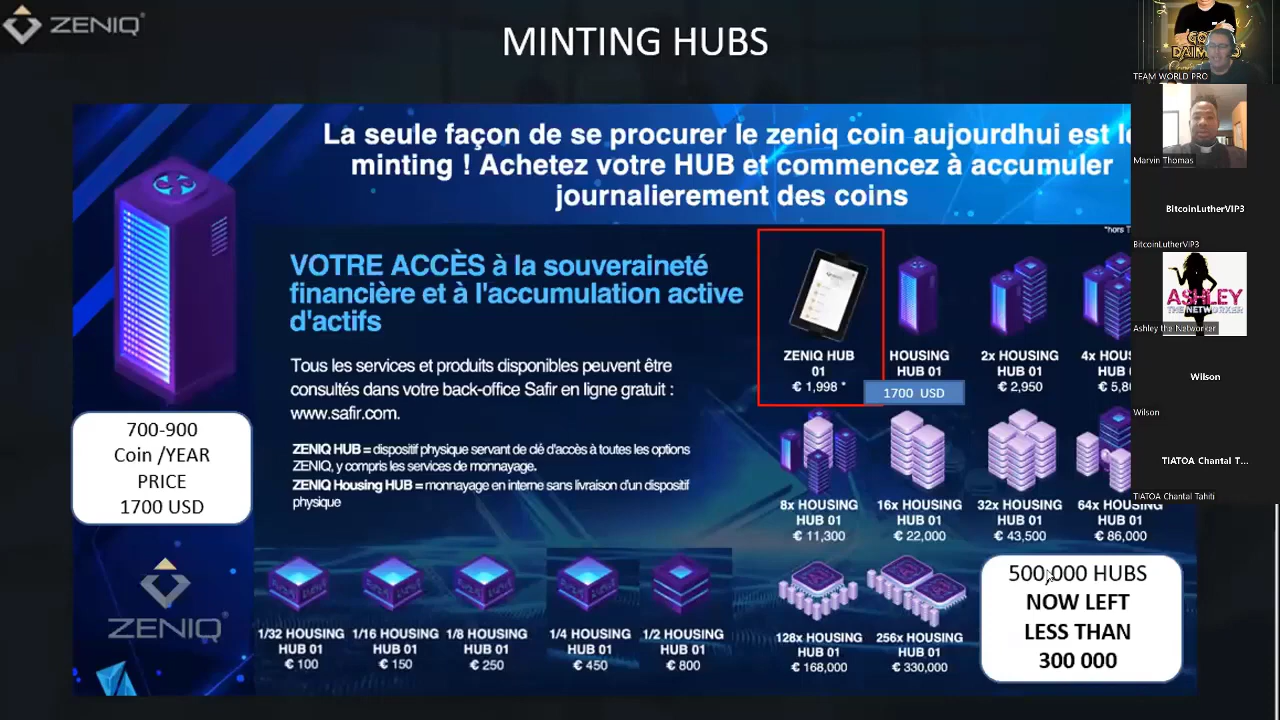 ZENIQ
MINTING HUBS
La seule façon de se procurer le zeniq coin aujourdhui est
minting ! Achetez votre HUB et commencez à accumuler
journalierement des coins
*hors
VOTRE ACCÈS à la souveraineté
financière et à l'accumulation active
d'actifs
Tous les services et produits disponibles peuvent être
consultés dans votre back-office Safir en ligne gratuit :
www.safir.com.
ZENIQ HUB = dispositif physique servant de clé d'accès à toutes les options
ZENIQ, y compris les services de monnayage.
ZENIQ Housing HUB = monnayage en interne sans livraison d'un dispositif
physique
700-900
Coin /YEAR
PRICE
1700 USD
ZENIQ
ZENIQ HUB
01
€ 1,998 *
HOUSING
HUB 01
1700 USD
2x HOUSING
HUB 01
€ 2,950
4x
HUB
8x HOUSING
HUB 01
€ 11,300
16x HOUSING
HUB 01
€ 22,000
32x HOUSING
HUB 01
€ 43,500
64x HOUSING
HUB 01
€ 86,000
1/32 HOUSING
HUB 01
€ 100
1/16 HOUSING
HUB 01
€ 150
1/8 HOUSING
HUB 01
€ 250
1/4 HOUSING
HUB 01
€ 450
1/2 HOUSING
HUB 01
€ 800
128x HOUSING
HUB 01
€ 168,000
256x HOUSING
HUB 01
€ 330,000
500 000 HUBS
NOW LEFT
LESS THAN
300 000
TEAM WORLD PRO
Marvin Thomas
BitcoinLutherVIP3
BitcoinLutherVIP3
ASHLEY
THE NETWORKER
Ashley the Networker
Wilson
Wilson
TIATOA Chantal T...
TIATOA Chantal Tahiti